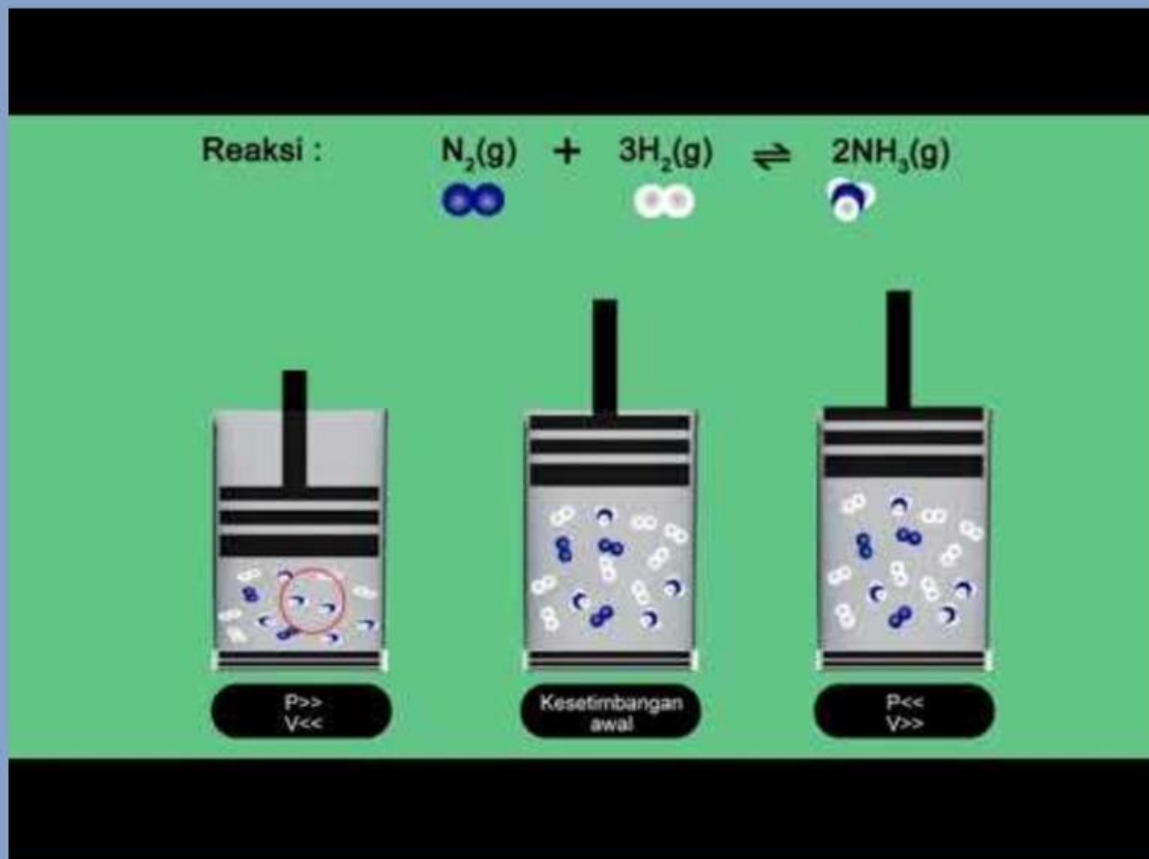 Reaksi : N₂(g) + 3H₂(g) ⇌ 2NH₃(g)
P>>
V<<
Kesetimbangan
awal
P<<
V>>